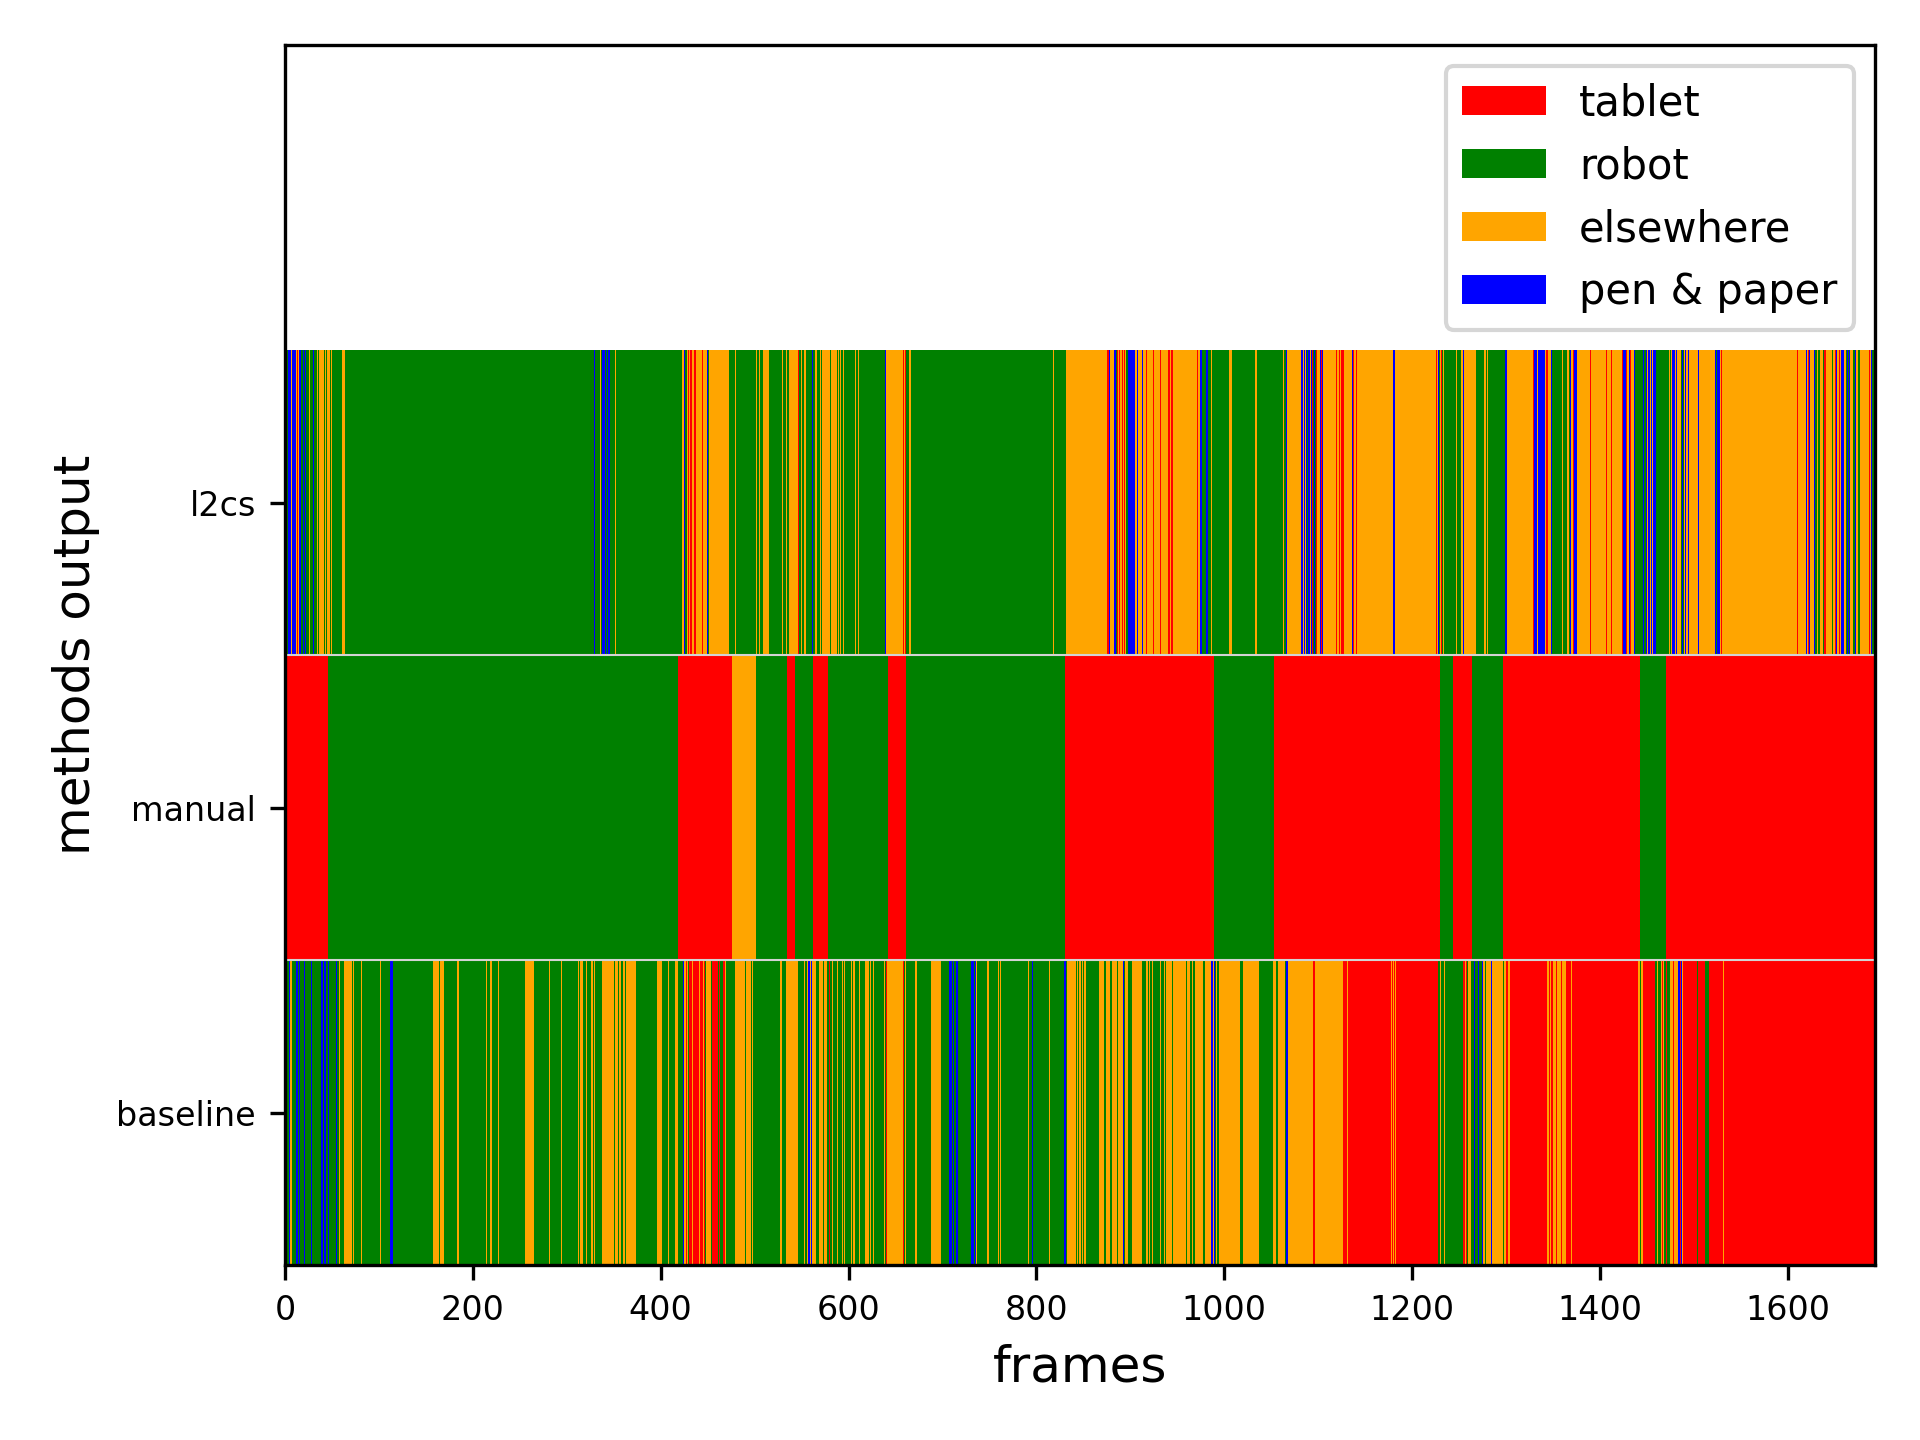 tablet
robot
elsewhere
pen & paper
methods output
l2cs
manual
baseline
0 200 400 600 800 1000 1200 1400 1600
frames